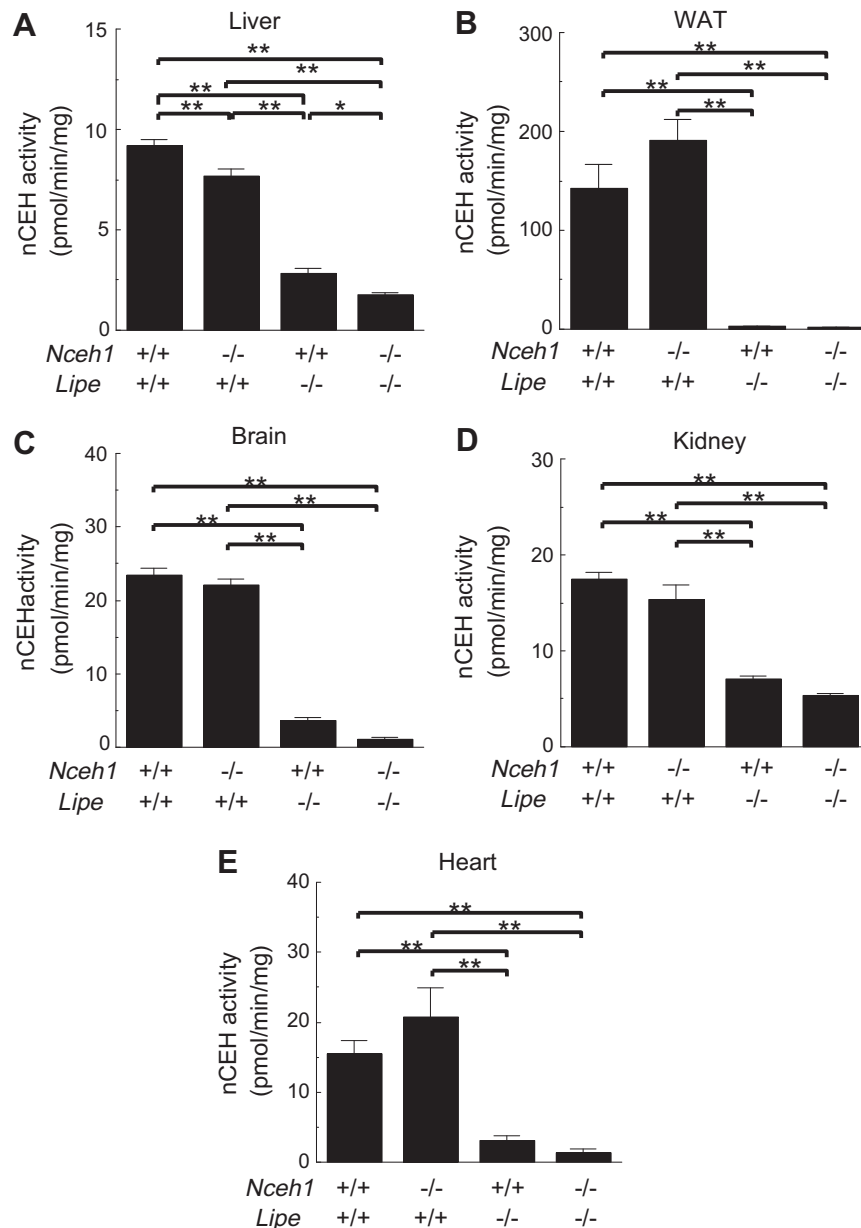 A Liver
15
10
5
0
nCEH activity
(pmol/min/mg)
**
**
**
** ** *
Nceh1 +/+ -/- +/+ -/-
Lipe +/+ +/+ -/- -/-
B WAT
300
200
100
0
nCEH activity
(pmol/min/mg)
**
**
**
**
Nceh1 +/+ -/- +/+ -/-
Lipe +/+ +/+ -/- -/-
C Brain
40
30
20
10
0
nCEHactivity
(pmol/min/mg)
**
**
**
**
Nceh1 +/+ -/- +/+ -/-
Lipe +/+ +/+ -/- -/-
D Kidney
30
20
10
0
nCEH activity
(pmol/min/mg)
**
**
**
**
Nceh1 +/+ -/- +/+ -/-
Lipe +/+ +/+ -/- -/-
E Heart
40
30
20
10
0
nCEH activity
(pmol/min/mg)
**
**
**
**
Nceh1 +/+ -/- +/+ -/-
Lipe +/+ +/+ -/- -/-